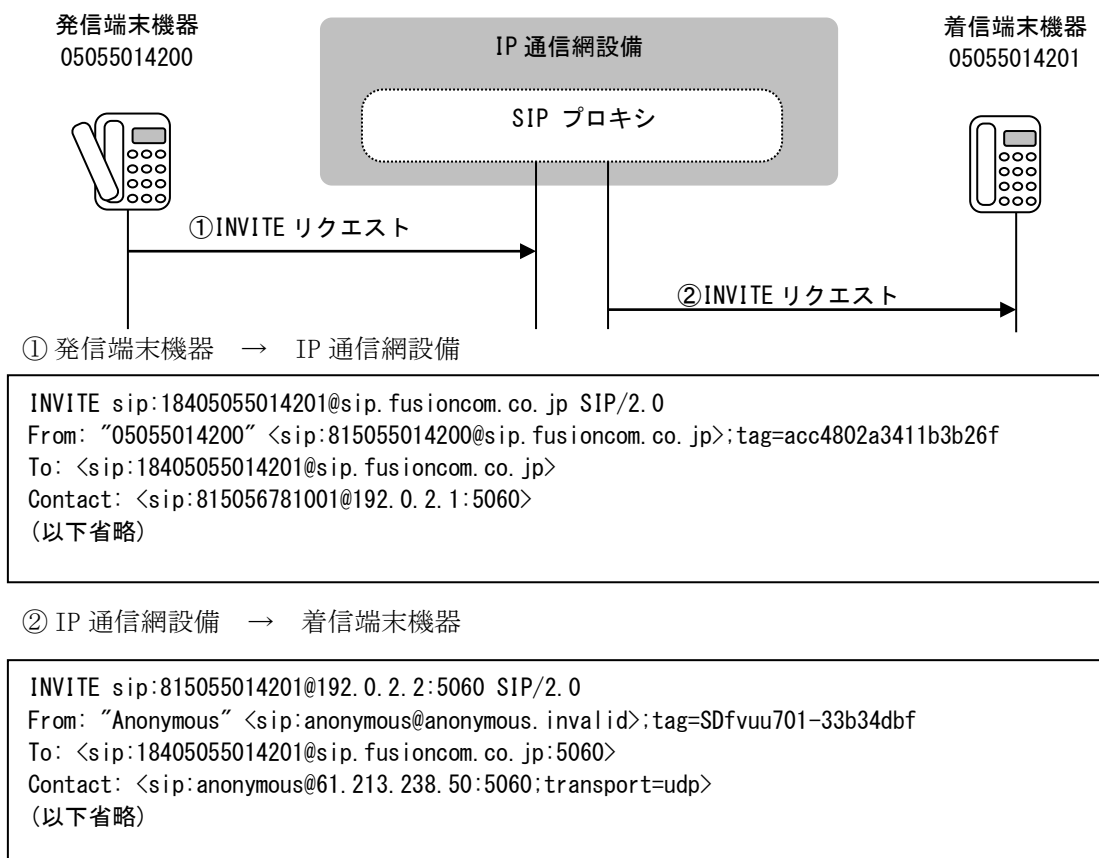 発信端末機器
05055014200
IP 通信網設備
SIP プロキシ
着信端末機器
05055014201
①INVITE リクエスト
②INVITE リクエスト
① 発信端末機器 → IP 通信網設備
INVITE sip:18405055014201@sip.fusioncom.co.jp SIP/2.0
From: "05055014200" <sip:815055014200@sip.fusioncom.co.jp>;tag=acc4802a3411b3b26f
To: <sip:18405055014201@sip.fusioncom.co.jp>
Contact: <sip:815056781001@192.0.2.1:5060>
(以下省略)
② IP 通信網設備 → 着信端末機器
INVITE sip:815055014201@192.0.2.2:5060 SIP/2.0
From: "Anonymous" <sip:anonymous@anonymous.invalid>;tag=SDfvuu701-33b34dbf
To: <sip:18405055014201@sip.fusioncom.co.jp:5060>
Contact: <sip:anonymous@61.213.238.50:5060;transport=udp>
(以下省略)